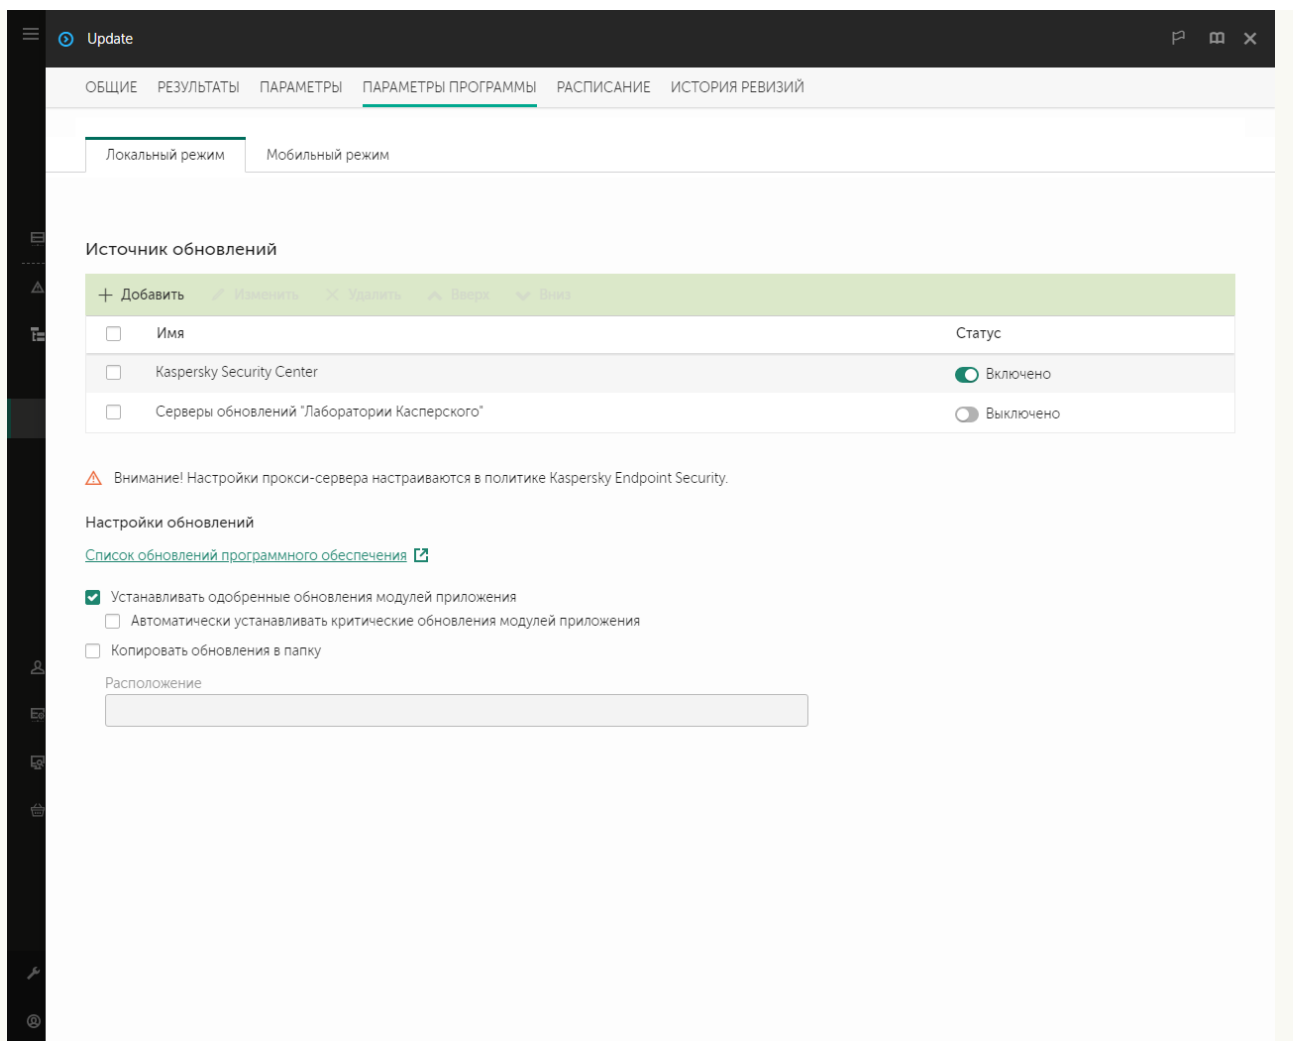 Update
ОБЩИЕ РЕЗУЛЬТАТЫ ПАРАМЕТРЫ ПАРАМЕТРЫ ПРОГРАММЫ РАСПИСАНИЕ ИСТОРИЯ РЕВИЗИЙ
Локальный режим Мобильный режим
Источник обновлений
Добавить Изменить Удалить Вверх Вниз
Имя Статус
Kaspersky Security Center Включено
Серверы обновлений "Лаборатории Касперского" Выключено
Внимание! Настройки прокси-сервера настраиваются в политике Kaspersky Endpoint Security.
Настройки обновлений
Список обновлений программного обеспечения
Устанавливать одобренные обновления модулей приложения
Автоматически устанавливать критические обновления модулей приложения
Копировать обновления в папку
Расположение